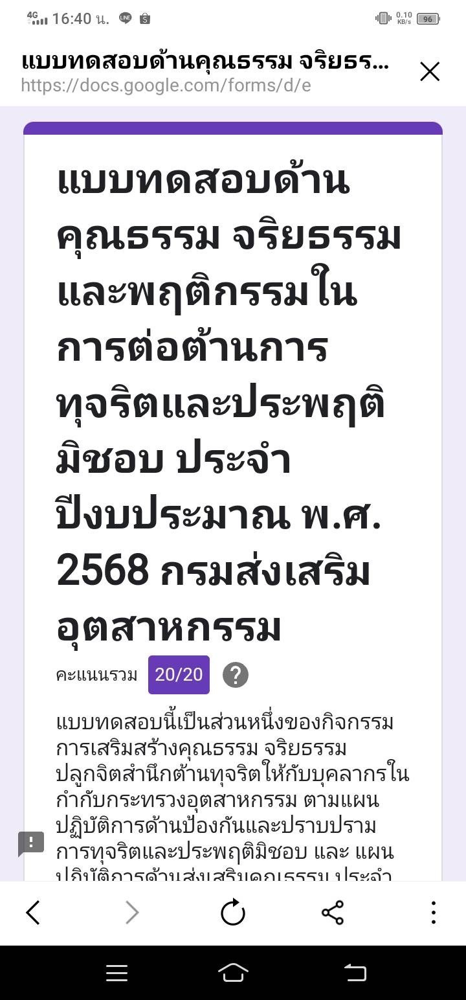 4G 16:40 น. LINE S 0.10 KB/s 96
แบบทดสอบด้านคุณธรรม จริยธร...
https://docs.google.com/forms/d/e
แบบทดสอบด้าน
คุณธรรม จริยธรรม
และพฤติกรรมใน
การต่อต้านการ
ทุจริตและประพฤติ
มิชอบ ประจำ
ปีงบประมาณ พ.ศ.
2568 กรมส่งเสริม
อุตสาหกรรม
คะแนนรวม 20/20 ?
แบบทดสอบนี้เป็นส่วนหนึ่งของกิจกรรม
การเสริมสร้างคุณธรรม จริยธรรม
ปลูกจิตสำนึกต้านทุจริตให้กับบุคลากรใน
กำกับกระทรวงอุตสาหกรรม ตามแผน
ปฏิบัติการด้านป้องกันและปราบปราม
การทุจริตและประพฤติมิชอบ และ แผน
ปฏิบัติการด้านส่งเสริมคุณธรรม ประจำ